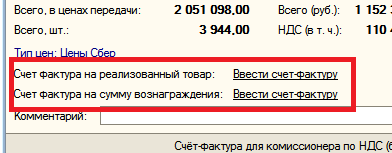 Всего, в ценах передачи: 2 051 098,00 Всего (руб.): 1 152
Всего, шт.: 3 944,00 НДС (в т. ч.): 110
Тип цен: Цены Сбер
Счет фактура на реализованный товар: Ввести счет-фактуру
Счет фактура на сумму вознаграждения: Ввести счет-фактуру
Комментарий:
Счёт-фактура для комиссионера по НДС (